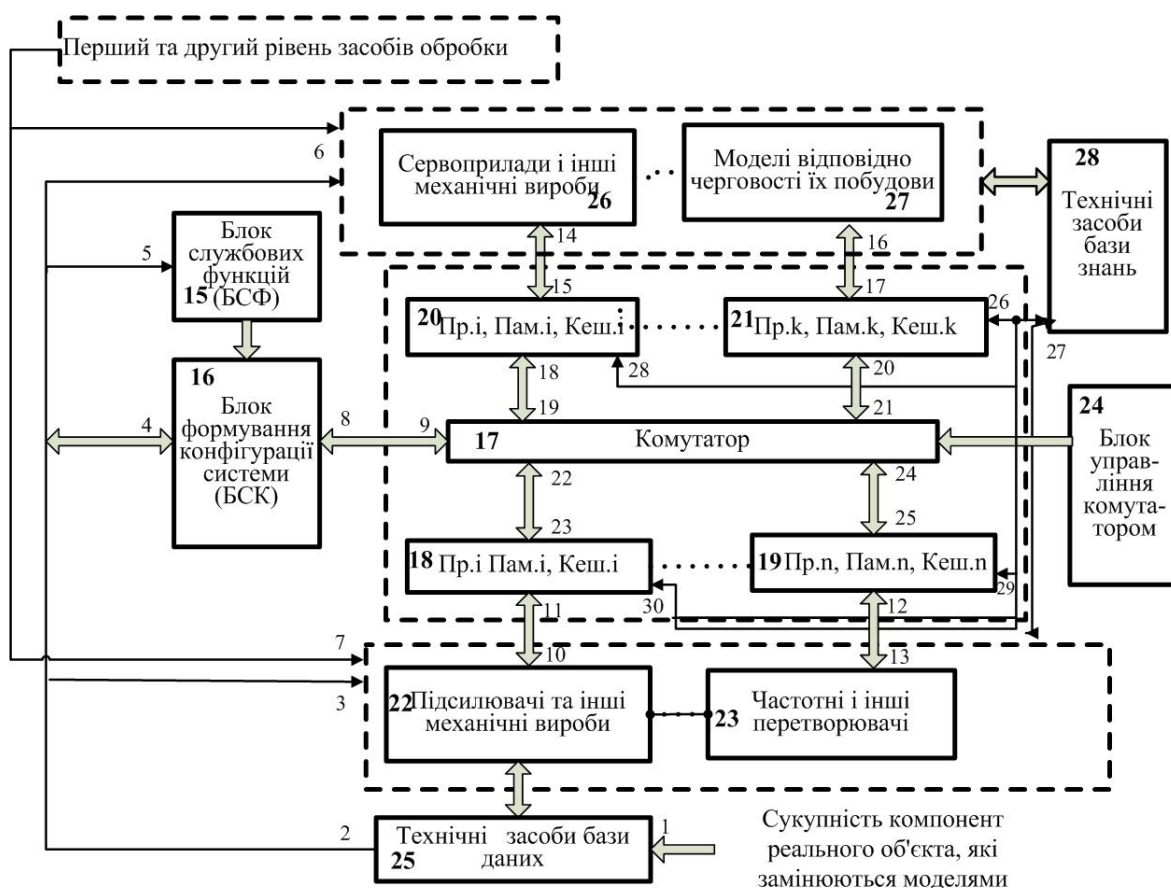 Перший та другий рівень засобів обробки
6
Сервоприлади і інші
механічні вироби
26
Моделі відповідно
черговості їх побудови
27
28
Технічні
засоби
бази
знань
14
16
5
Блок
службових
функцій
(БСФ)
15
15
17
20 Пр.i, Пам.i, Кеш.i
21 Пр.k, Пам.k, Кеш.k
26
27
18
28
20
16
Блок
формування
конфігурації
системи
(БСК)
4
8
9
19
21
17 Комутатор
24
Блок
управ-
ління
комута-
тором
22
24
23
25
18 Пр.i Пам.i, Кеш.i
19 Пр.n, Пам.n, Кеш.n
29
11
30
12
7
10
13
3
22 Підсилювачі та інші
механічні вироби
23 Частотні і інші
перетворювачі
2
Технічні засоби бази
даних
25
1
Сукупність компонент
реального об'єкта, які
замінюються моделями